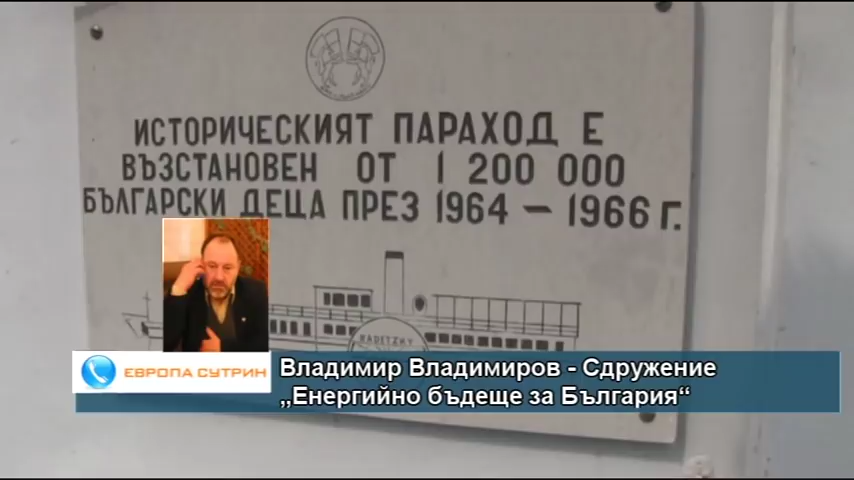 ИСТОРИЧЕСКИЯТ ПАРАХОД Е
ВЪЗСТАНОВЕН ОТ 1 200 000
БЪЛГАРСКИ ДЕЦА ПРЕЗ 1964 – 1966 г.
RADETZKY
ЕВРОПА СУТРИН
Владимир Владимиров - Сдружение
„Енергийно бъдеще за България“